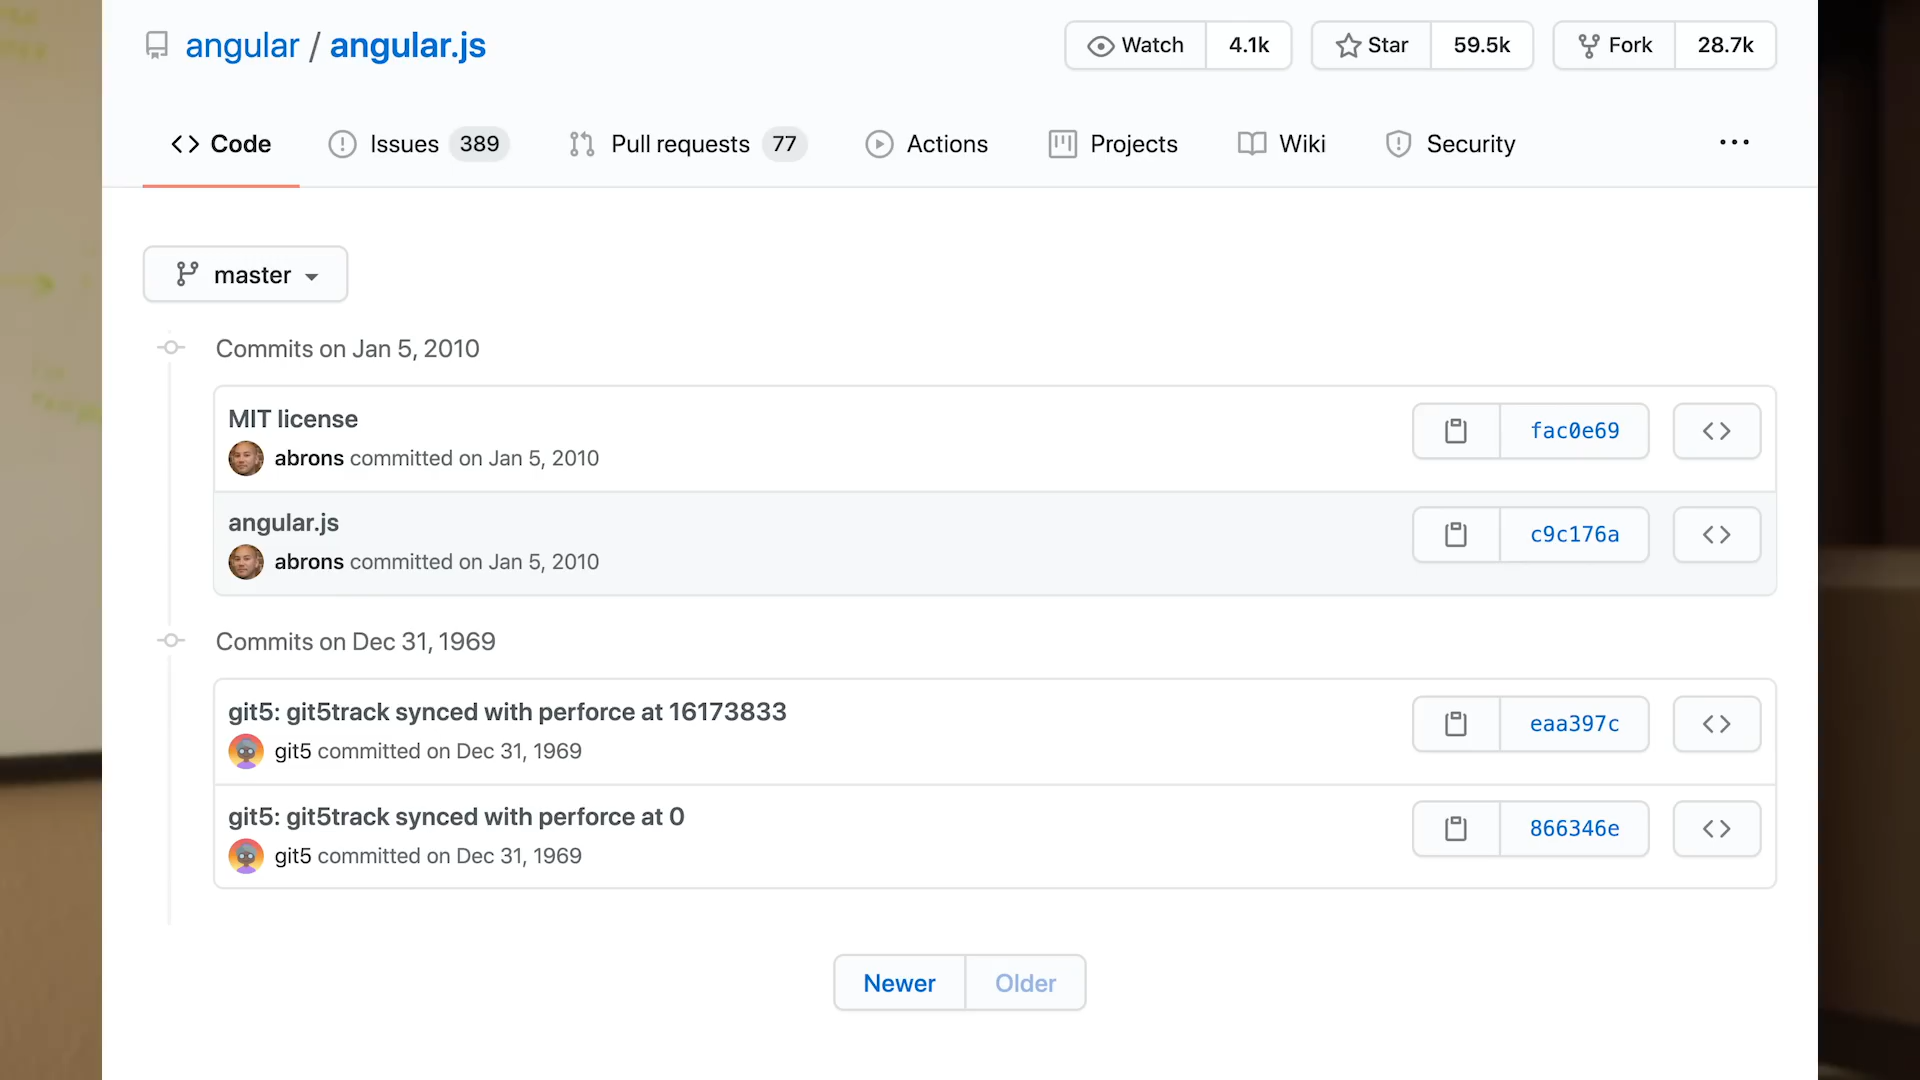 angular / angular.js
Watch 4.1k Star 59.5k Fork 28.7k
Code Issues 389 Pull requests 77 Actions Projects Wiki Security ...
master
Commits on Jan 5, 2010
MIT license
abrons committed on Jan 5, 2010
fac0e69
angular.js
abrons committed on Jan 5, 2010
c9c176a
Commits on Dec 31, 1969
git5: git5track synced with perforce at 16173833
git5 committed on Dec 31, 1969
eaa397c
git5: git5track synced with perforce at 0
git5 committed on Dec 31, 1969
866346e
Newer Older